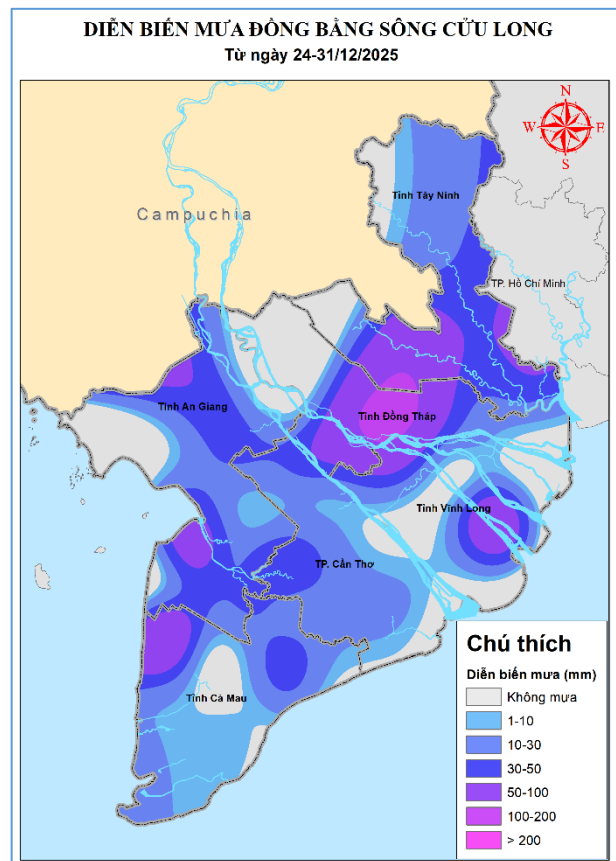 DIỄN BIẾN MƯA ĐỒNG BẰNG SÔNG CỬU LONG
Từ ngày 24-31/12/2025
N
W E
S
Tỉnh Tây Ninh
Campuchia
TP. Hồ Chí Minh
Tỉnh An Giang
Tỉnh Đồng Tháp
Tỉnh Vĩnh Long
TP. Cần Thơ
Tỉnh Cà Mau
Chú thích
Diễn biến mưa (mm)
Không mưa
1-10
10-30
30-50
50-100
100-200
> 200